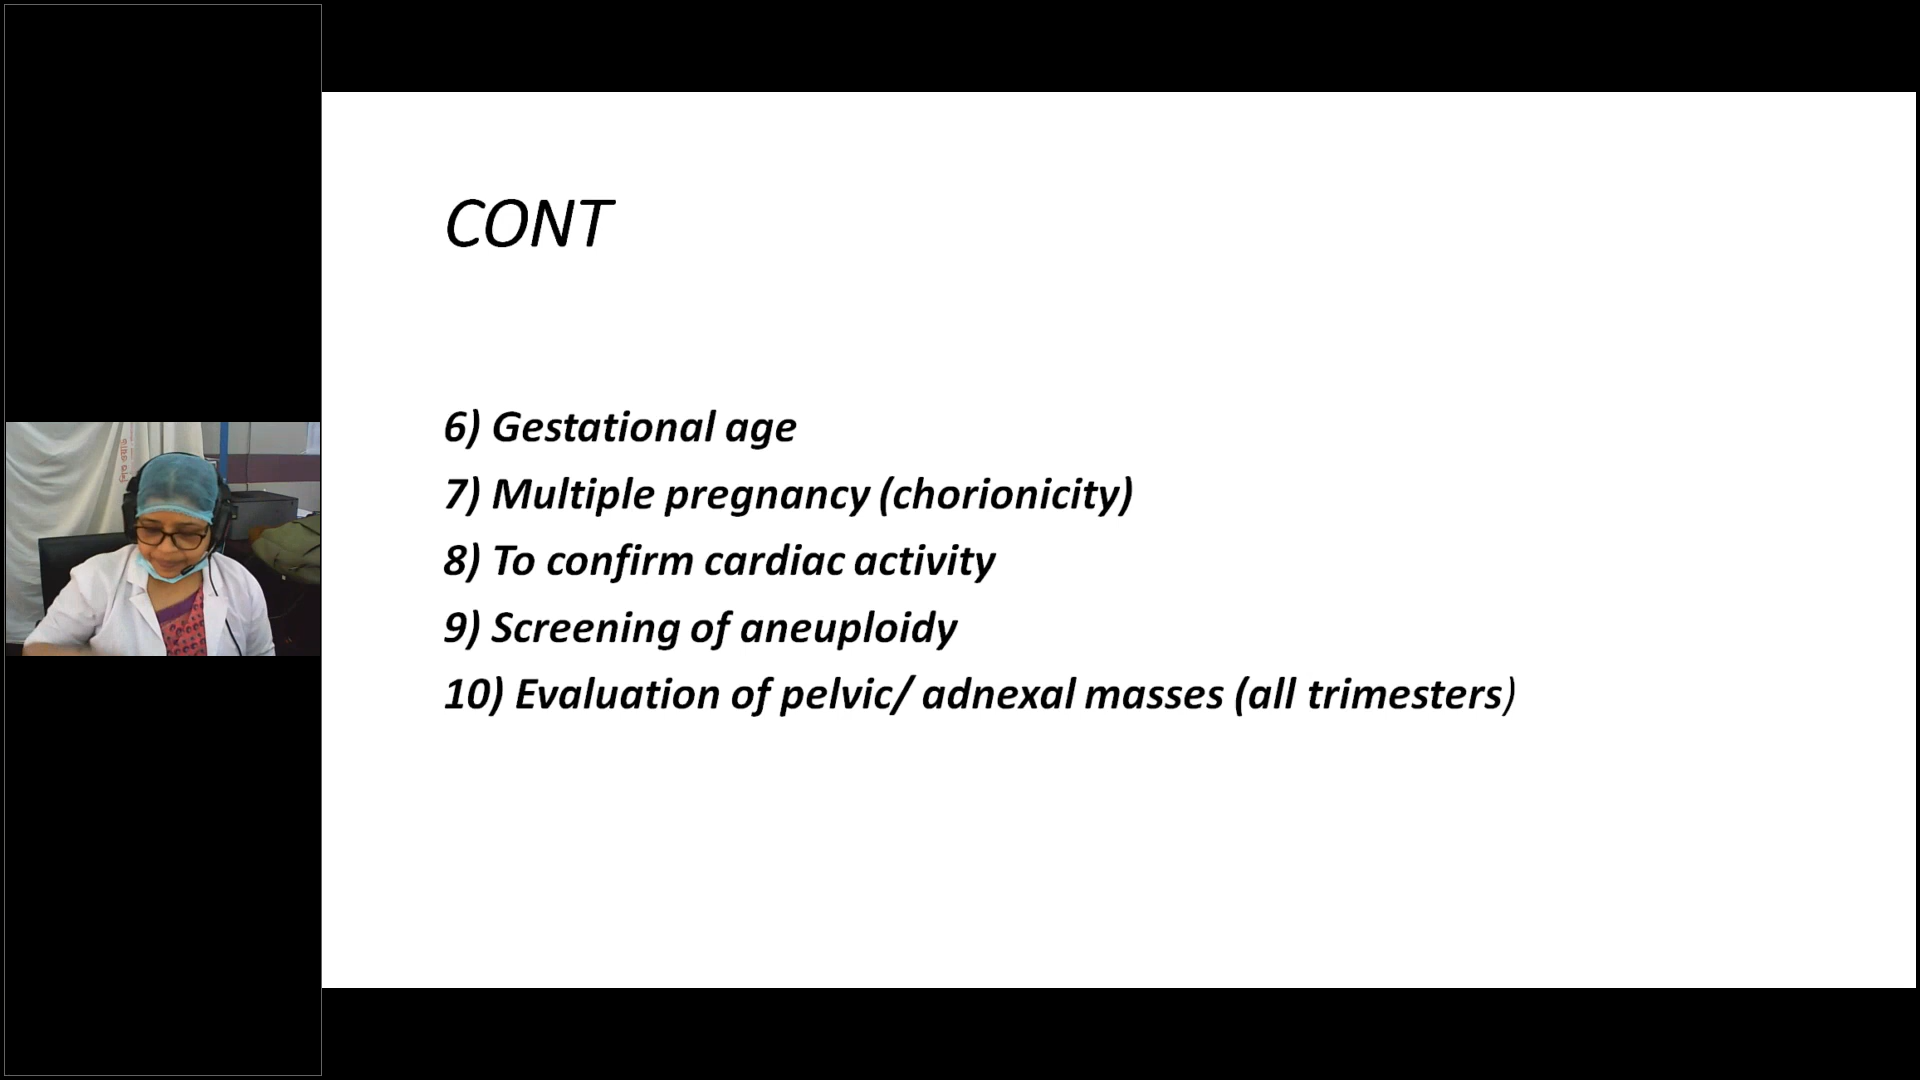 CONT
6) Gestational age
7) Multiple pregnancy (chorionicity)
8) To confirm cardiac activity
9) Screening of aneuploidy
10) Evaluation of pelvic/ adnexal masses (all trimesters)